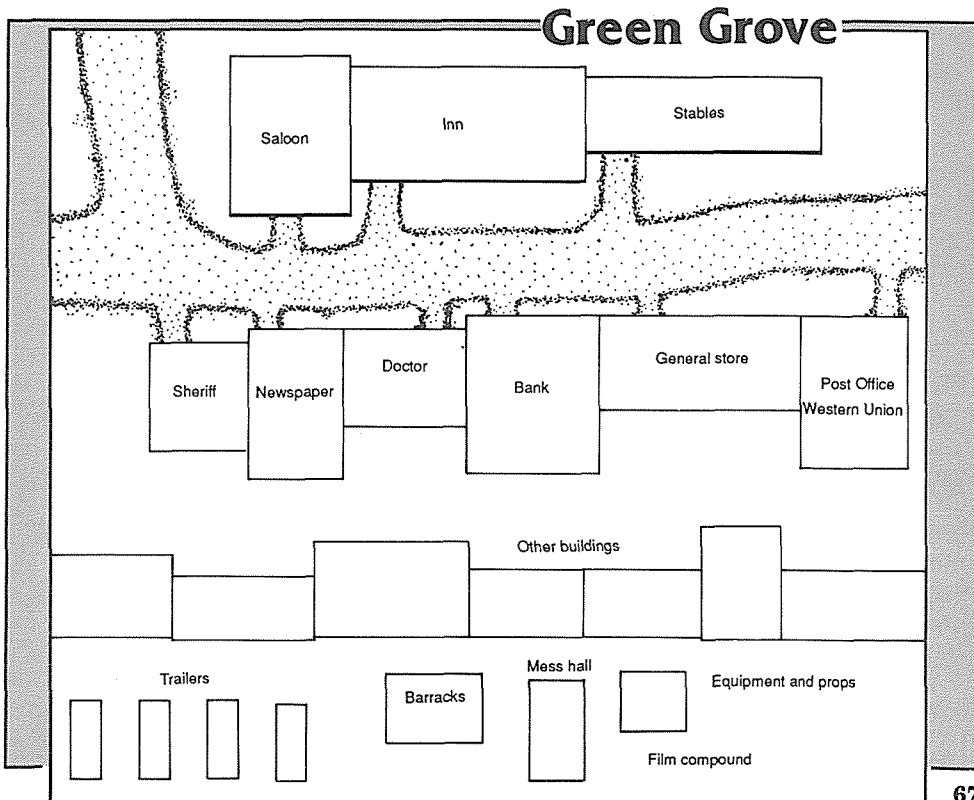 Green Grove
Saloon
Inn
Stables
Sheriff
Newspaper
Doctor
Bank
General store
Post Office
Western Union
Other buildings
Trailers
Barracks
Mess hall
Equipment and props
Film compound
67